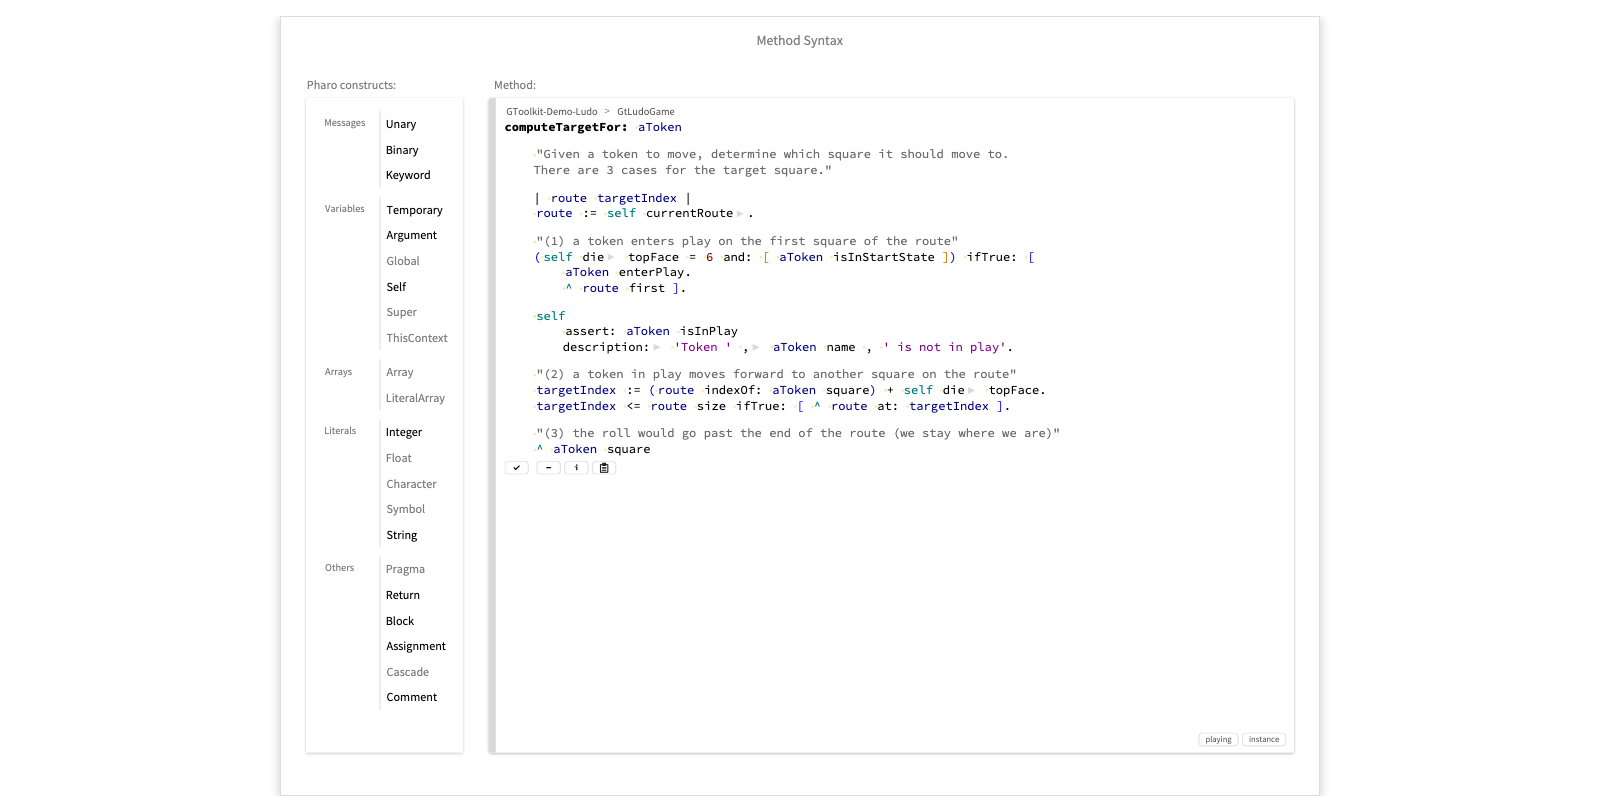 Method Syntax
Pharo constructs:
Messages
Unary
Binary
Keyword
Variables
Temporary
Argument
Global
Self
Super
ThisContext
Arrays
Array
LiteralArray
Literals
Integer
Float
Character
Symbol
String
Others
Pragma
Return
Block
Assignment
Cascade
Comment
Method:
GToolkit-Demo-Ludo > GtLudoGame
computeTargetFor: aToken
"Given a token to move, determine which square it should move to.
There are 3 cases for the target square."
| route targetIndex |
route := self currentRoute .
"(1) a token enters play on the first square of the route"
(self die topFace = 6 and: [ aToken isInStartState ]) ifTrue: [
aToken enterPlay.
^ route first ].
self
assert: aToken isInPlay
description: 'Token ' , aToken name , ' is not in play'.
"(2) a token in play moves forward to another square on the route"
targetIndex := (route indexOf: aToken square) + self die topFace.
targetIndex <= route size ifTrue: [ ^ route at: targetIndex ].
"(3) the roll would go past the end of the route (we stay where we are)"
^ aToken square
playing instance